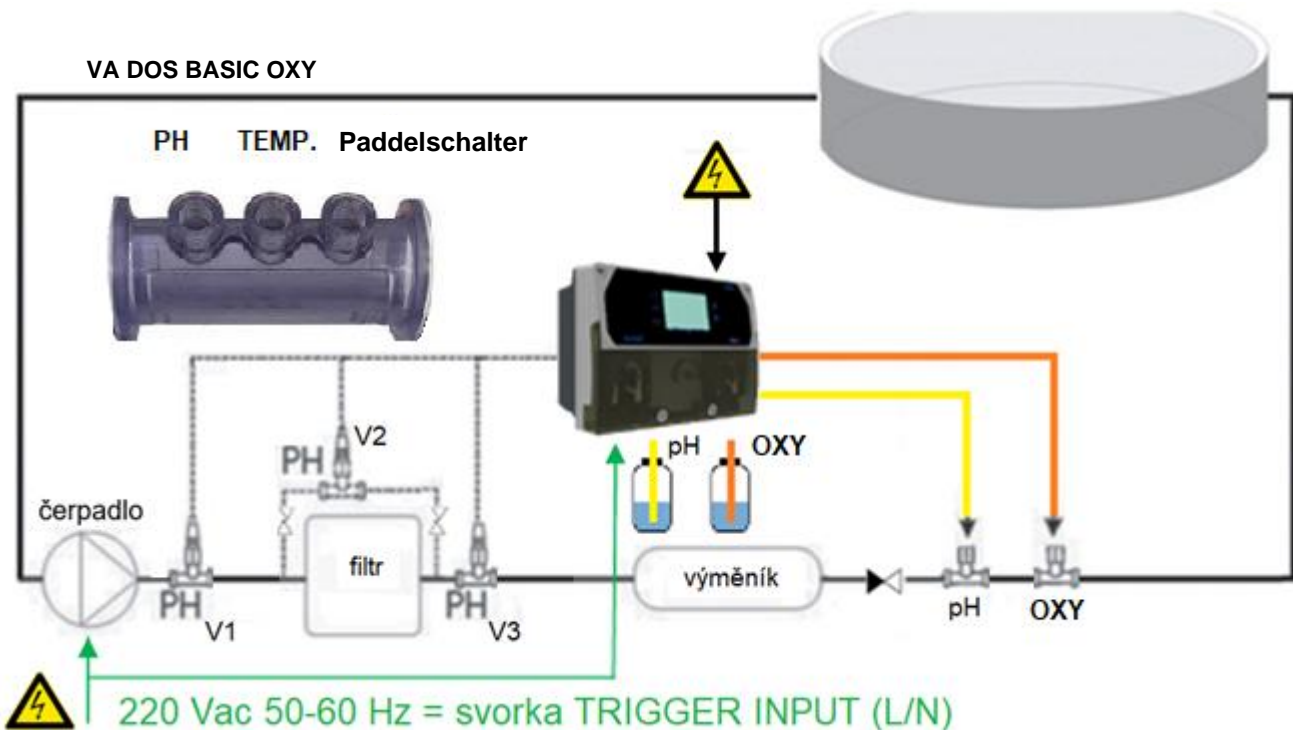 VA DOS BASIC OXY
PH TEMP. Paddelschalter
V2
PH
pH OXY
čerpadlo
filtr
výměník
PH V1
PH V3
pH OXY
220 Vac 50-60 Hz = svorka TRIGGER INPUT (L/N)